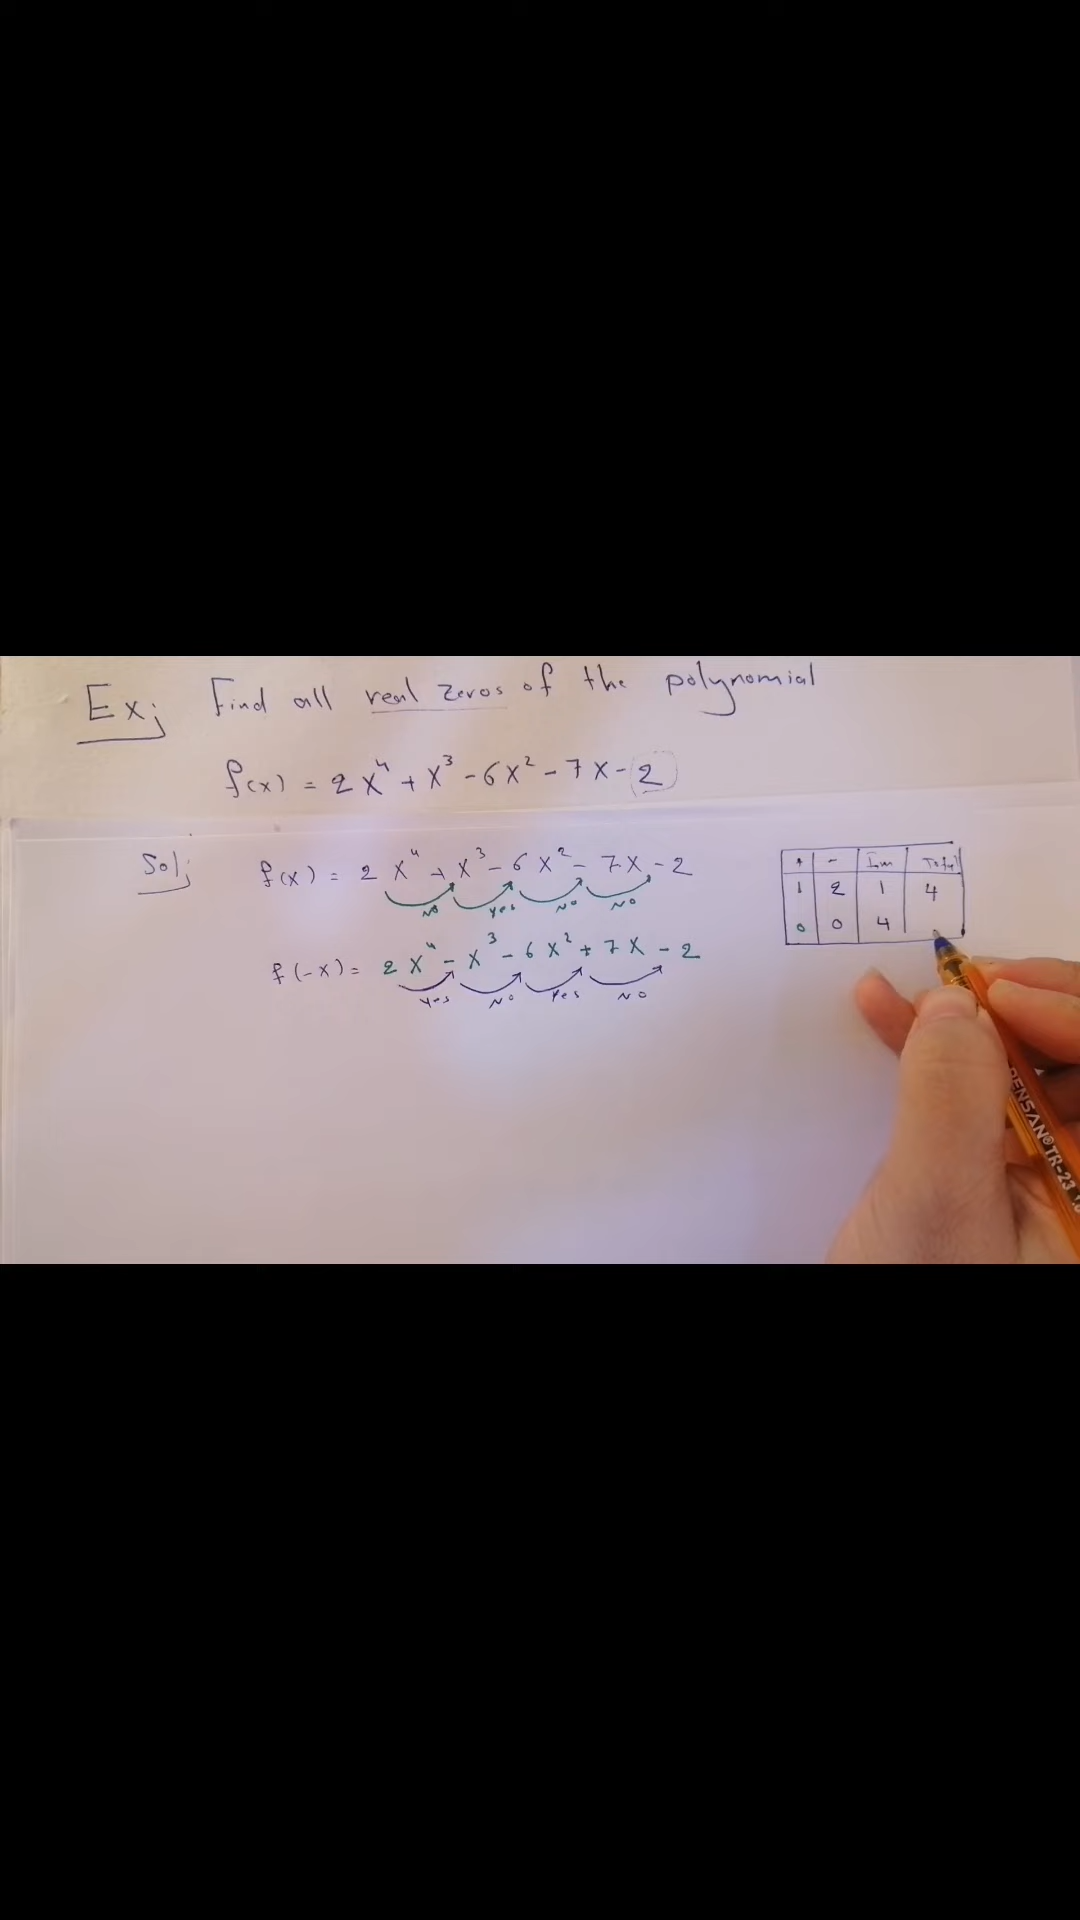 Ex; Find all real zeros of the polynomial
f(x) = 2x⁴ + x³ - 6x² - 7x - 2
Sol; f(x) = 2x⁴ + x³ - 6x² - 7x - 2
No Yes No No
f(-x) = 2x⁴ - x³ - 6x² + 7x - 2
Yes No Yes No
+ - Im Total
1 2 1 4
0 0 4
PENSAN® TR-23